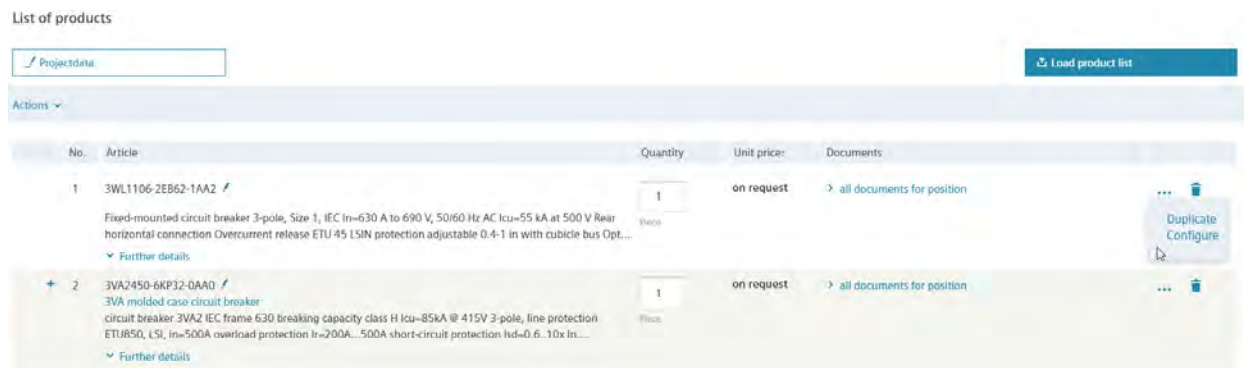 List of products
Projectdata
Load product list
Actions
No. Article Quantity Unit price: Documents
1 3WL1106-2EB62-1AA2 1 on request all documents for position ...
Fixed-mounted circuit breaker 3-pole, Size 1, IEC In=630 A to 690 V, 50/60 Hz AC Icu=55 kA at 500 V Rear Piece Duplicate
horizontal connection Overcurrent release ETU 45 LSIN protection adjustable 0.4-1 in with cubicle bus Opt.... Configure
Further details
+ 2 3VA2450-6KP32-0AA0 1 on request all documents for position ...
3VA molded case circuit breaker
circuit breaker 3VA2 IEC frame 630 breaking capacity class H Icu=85kA @ 415V 3-pole, line protection Piece
ETU850, LSI, In=500A overload protection Ir=200A...500A short-circuit protection Isd=0.6..10x In....
Further details